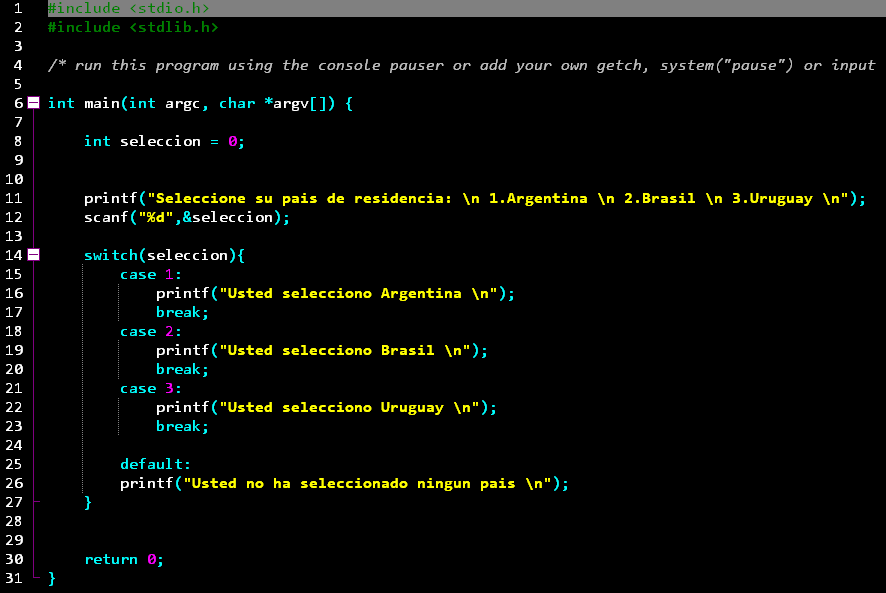 1 #include <stdio.h>
2 #include <stdlib.h>
3
4 /* run this program using the console pauser or add your own getch, system("pause") or input
5
6 int main(int argc, char *argv[]) {
7
8 int seleccion = 0;
9
10
11 printf("Seleccione su pais de residencia: \n 1.Argentina \n 2.Brasil \n 3.Uruguay \n");
12 scanf("%d",&seleccion);
13
14 switch(seleccion){
15 case 1:
16 printf("Usted selecciono Argentina \n");
17 break;
18 case 2:
19 printf("Usted selecciono Brasil \n");
20 break;
21 case 3:
22 printf("Usted selecciono Uruguay \n");
23 break;
24
25 default:
26 printf("Usted no ha seleccionado ningun pais \n");
27 }
28
29
30 return 0;
31 }